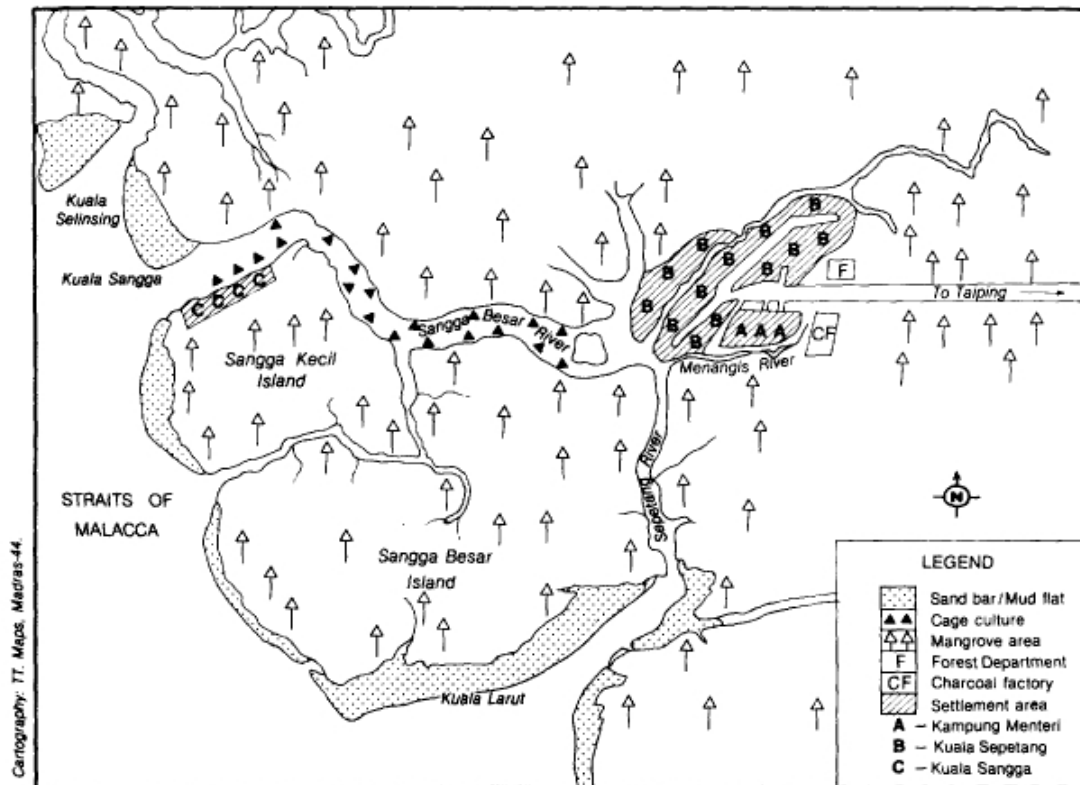 Kuala
Selinsing
Kuala Sangga
C C C C
Sangga Kecil
Island
Sangga Besar River
B B B B B B B B B B B
F
To Taiping
A A A
CF
Menangis River
Sepetang River
STRAITS OF
MALACCA
N
Sangga Besar
Island
Kuala Larut
LEGEND
Sand bar/Mud flat
Cage culture
Mangrove area
F Forest Department
CF Charcoal factory
Settlement area
A – Kampung Menteri
B – Kuala Sepetang
C – Kuala Sangga
Cartography: TT. Maps, Madras-44.